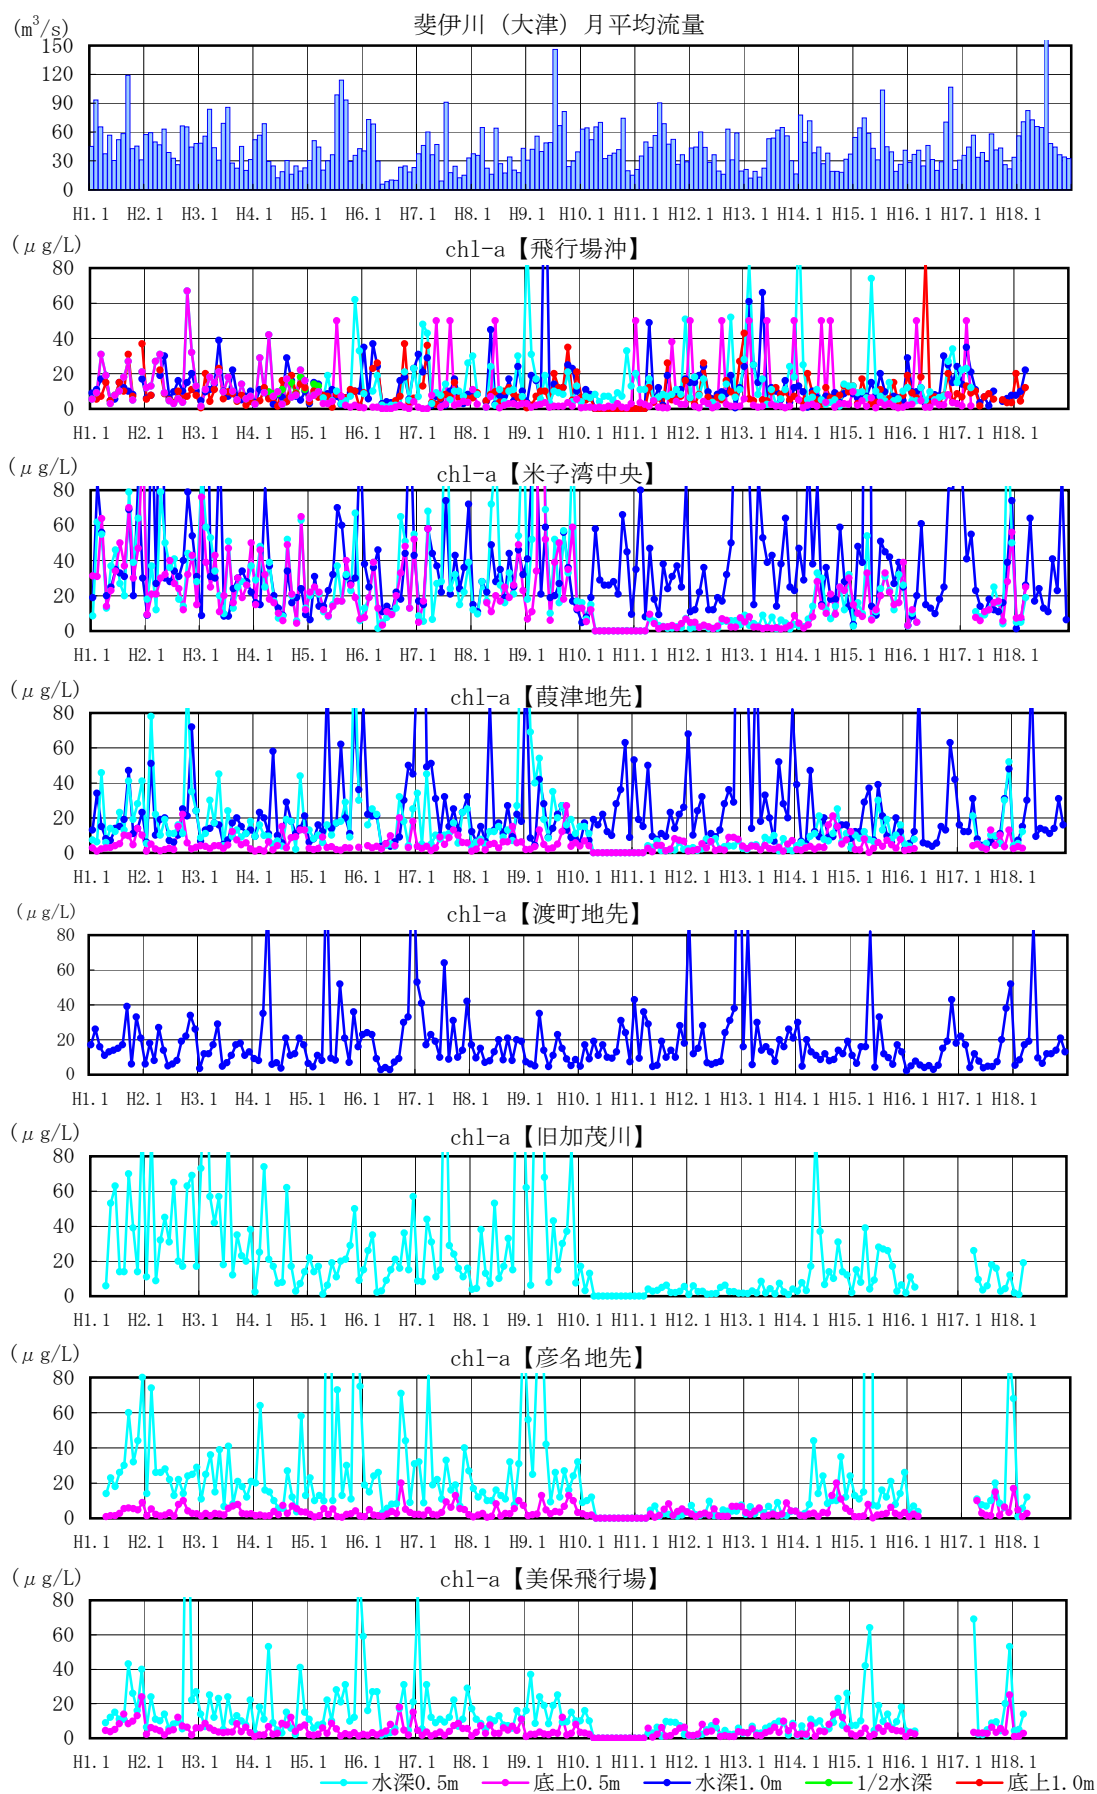 (m³/s)
斐伊川（大津）月平均流量
150
120
90
60
30
0
H1.1 H2.1 H3.1 H4.1 H5.1 H6.1 H7.1 H8.1 H9.1 H10.1 H11.1 H12.1 H13.1 H14.1 H15.1 H16.1 H17.1 H18.1
(μg/L)
chl-a【飛行場沖】
80
60
40
20
0
H1.1 H2.1 H3.1 H4.1 H5.1 H6.1 H7.1 H8.1 H9.1 H10.1 H11.1 H12.1 H13.1 H14.1 H15.1 H16.1 H17.1 H18.1
(μg/L)
chl-a【米子湾中央】
80
60
40
20
0
H1.1 H2.1 H3.1 H4.1 H5.1 H6.1 H7.1 H8.1 H9.1 H10.1 H11.1 H12.1 H13.1 H14.1 H15.1 H16.1 H17.1 H18.1
(μg/L)
chl-a【葭津地先】
80
60
40
20
0
H1.1 H2.1 H3.1 H4.1 H5.1 H6.1 H7.1 H8.1 H9.1 H10.1 H11.1 H12.1 H13.1 H14.1 H15.1 H16.1 H17.1 H18.1
(μg/L)
chl-a【渡町地先】
80
60
40
20
0
H1.1 H2.1 H3.1 H4.1 H5.1 H6.1 H7.1 H8.1 H9.1 H10.1 H11.1 H12.1 H13.1 H14.1 H15.1 H16.1 H17.1 H18.1
(μg/L)
chl-a【旧加茂川】
80
60
40
20
0
H1.1 H2.1 H3.1 H4.1 H5.1 H6.1 H7.1 H8.1 H9.1 H10.1 H11.1 H12.1 H13.1 H14.1 H15.1 H16.1 H17.1 H18.1
(μg/L)
chl-a【彦名地先】
80
60
40
20
0
H1.1 H2.1 H3.1 H4.1 H5.1 H6.1 H7.1 H8.1 H9.1 H10.1 H11.1 H12.1 H13.1 H14.1 H15.1 H16.1 H17.1 H18.1
(μg/L)
chl-a【美保飛行場】
80
60
40
20
0
H1.1 H2.1 H3.1 H4.1 H5.1 H6.1 H7.1 H8.1 H9.1 H10.1 H11.1 H12.1 H13.1 H14.1 H15.1 H16.1 H17.1 H18.1
水深0.5m 底上0.5m 水深1.0m 1/2水深 底上1.0m